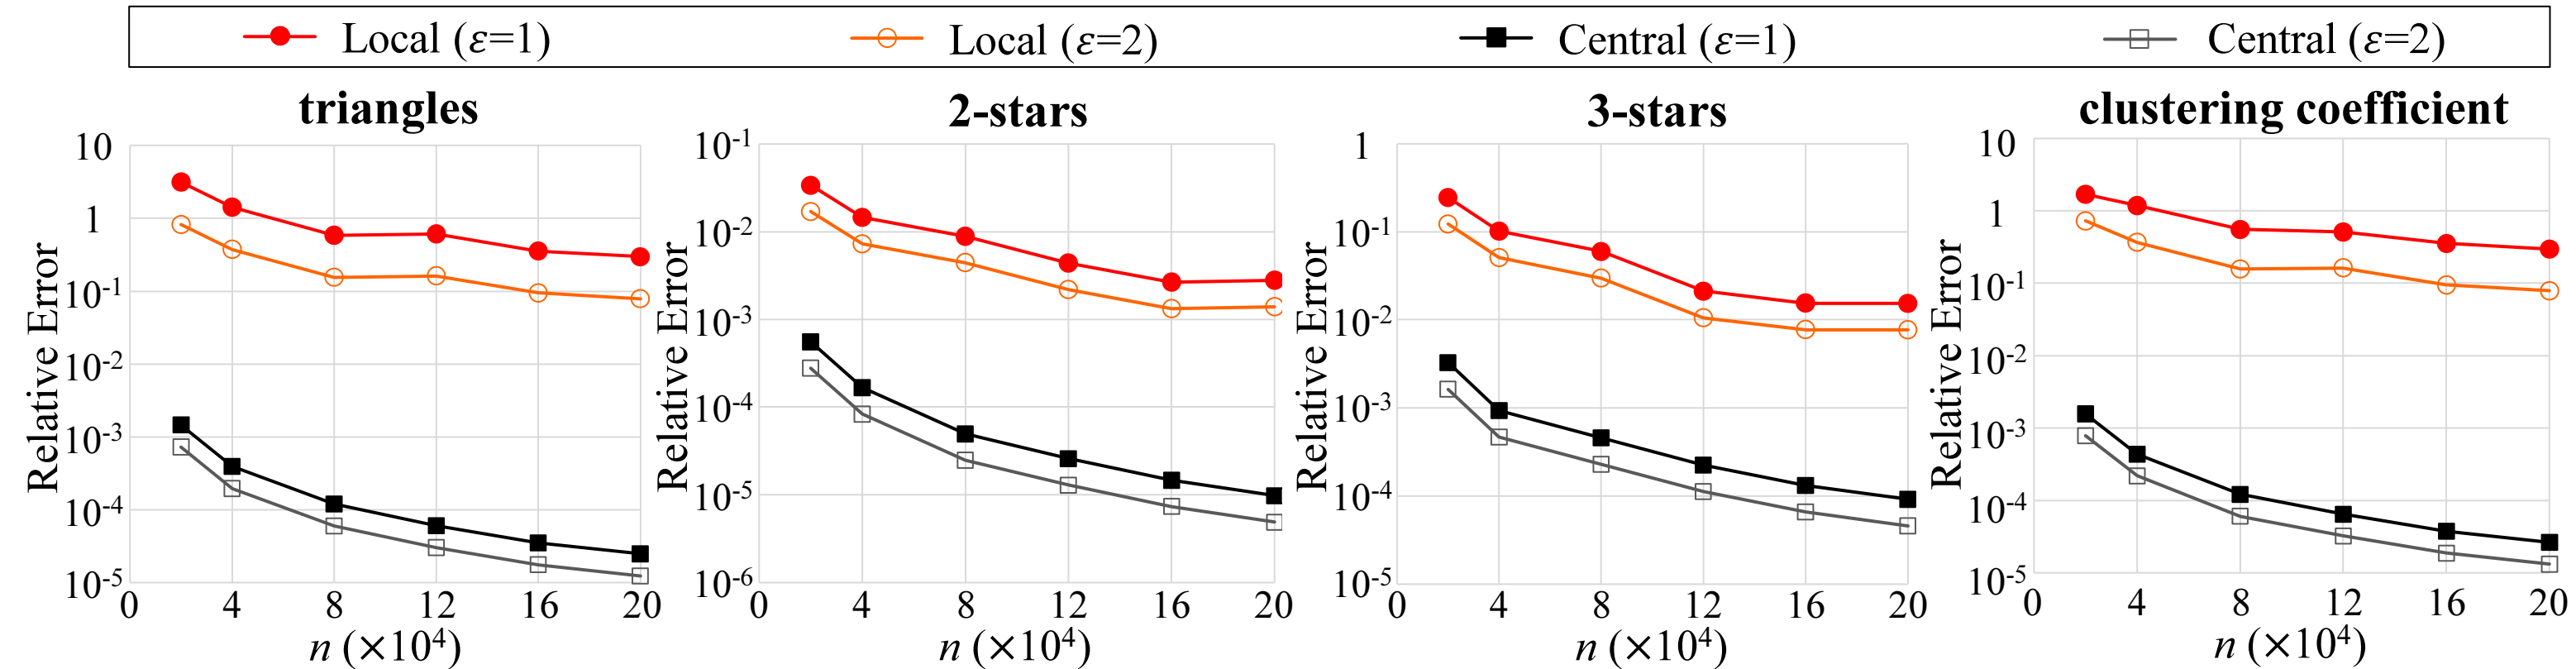 Local (ε=1) Local (ε=2) Central (ε=1) Central (ε=2)
triangles
Relative Error
10
1
10⁻¹
10⁻²
10⁻³
10⁻⁴
10⁻⁵
0 4 8 12 16 20
n (×10⁴)
2-stars
Relative Error
10⁻¹
10⁻²
10⁻³
10⁻⁴
10⁻⁵
10⁻⁶
0 4 8 12 16 20
n (×10⁴)
3-stars
Relative Error
1
10⁻¹
10⁻²
10⁻³
10⁻⁴
10⁻⁵
0 4 8 12 16 20
n (×10⁴)
clustering coefficient
Relative Error
10
1
10⁻¹
10⁻²
10⁻³
10⁻⁴
10⁻⁵
0 4 8 12 16 20
n (×10⁴)